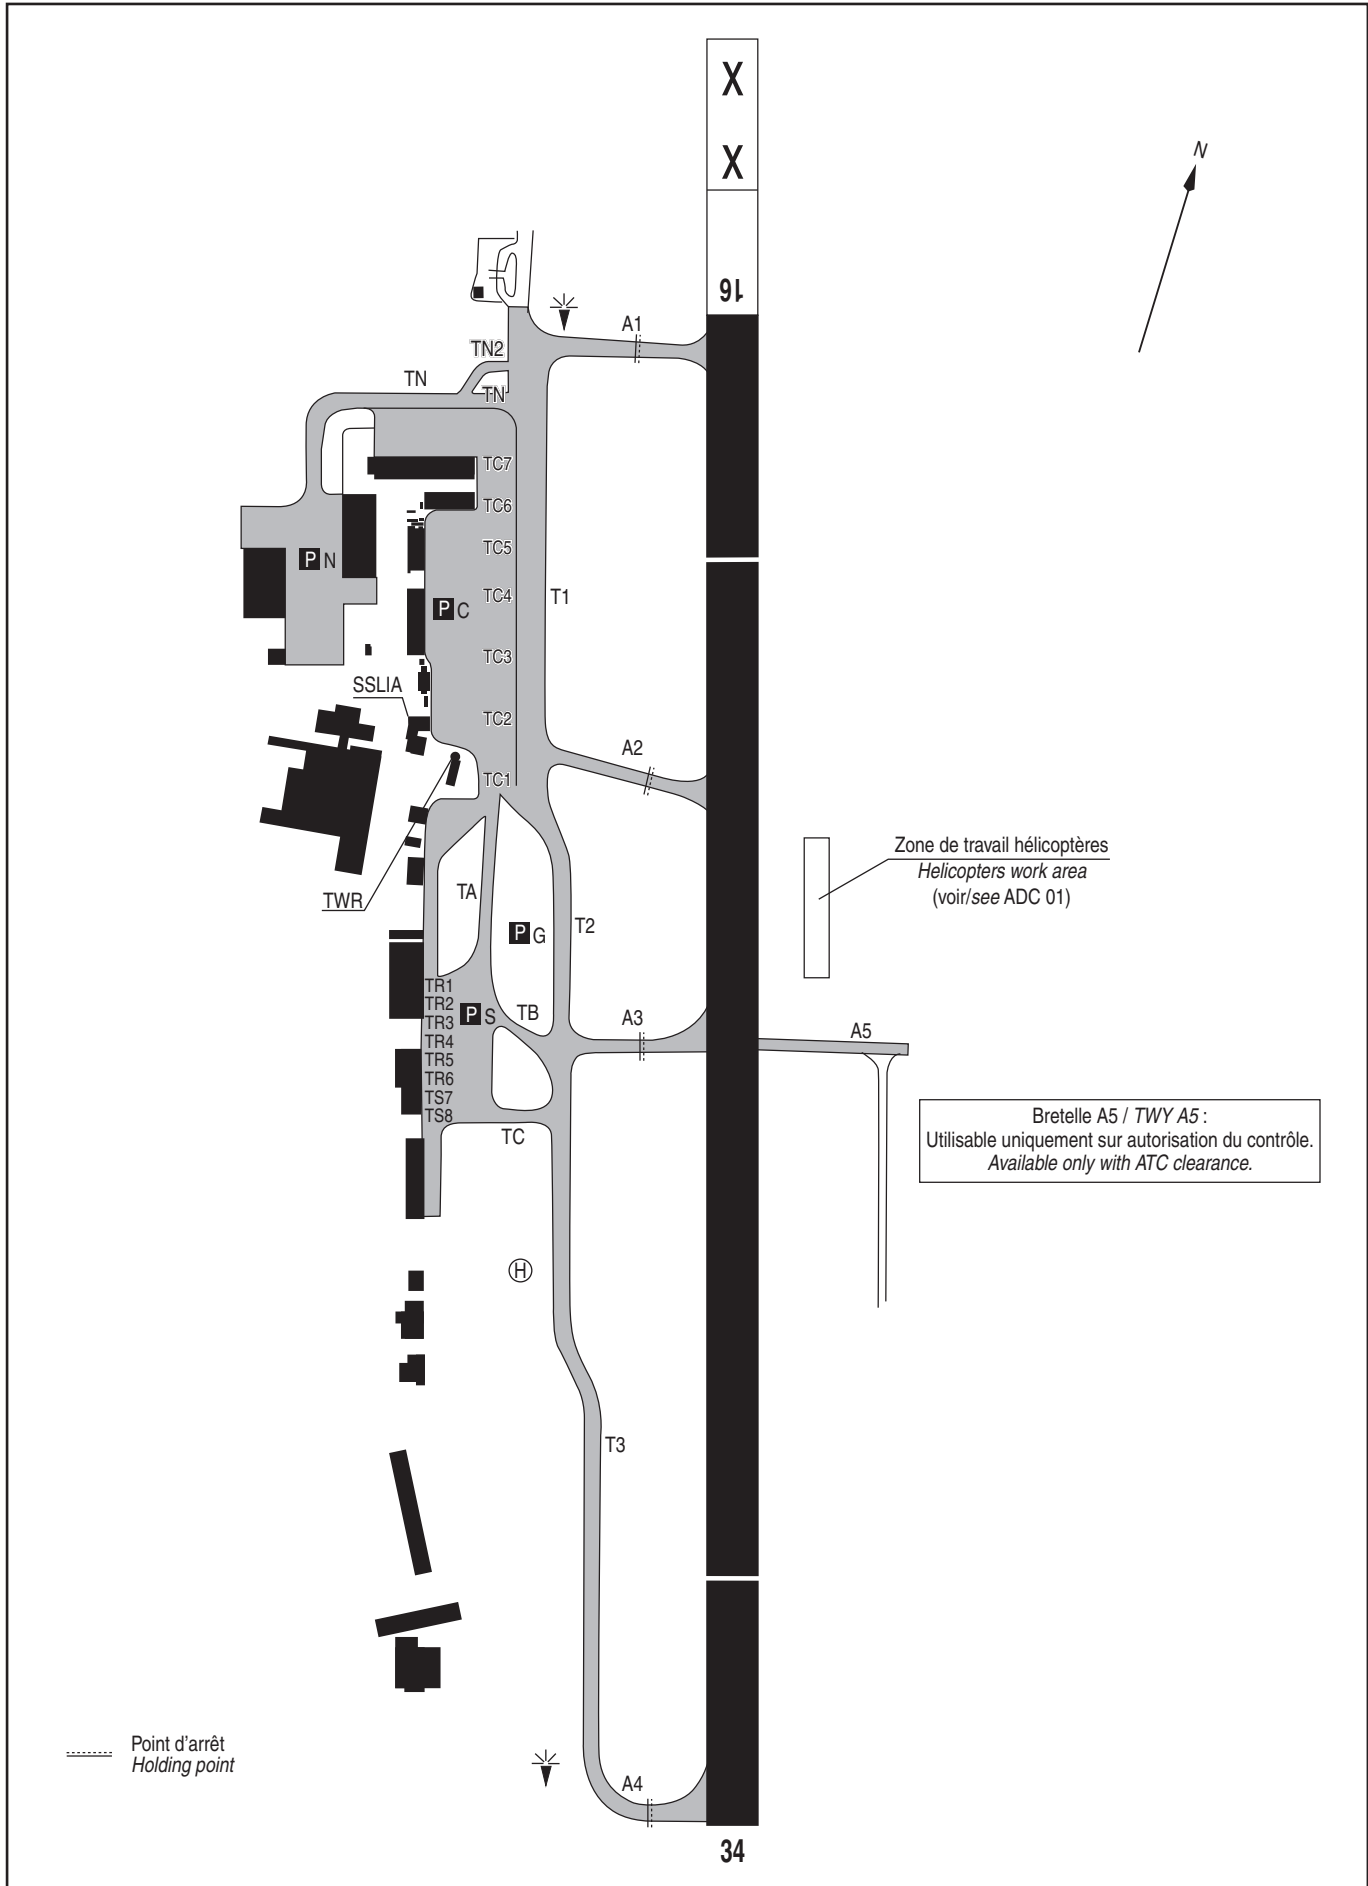 X
X
N
16
A1
TN2
TN
TN
TC7
TC6
TC5
P N
TC4
T1
P C
TC3
SSLIA
TC2
A2
TC1
Zone de travail hélicoptères
Helicopters work area
(voir/see ADC 01)
TA
TWR
T2
P G
TR1
TR2
P S
TB
TR3
A3
A5
TR4
TR5
TR6
TS7
TS8
TC
Bretelle A5 / TWY A5 :
Utilisable uniquement sur autorisation du contrôle.
Available only with ATC clearance.
H
T3
Point d'arrêt
Holding point
A4
34